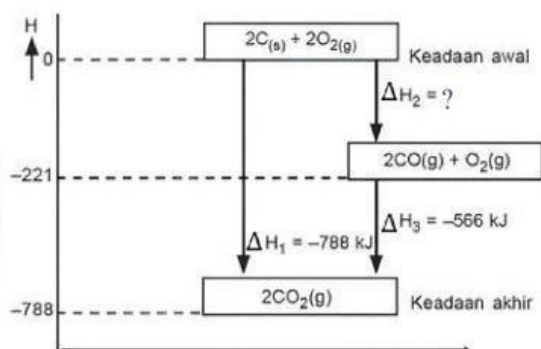 H
0
2C(s) + 2O₂(g)
Keadaan awal
ΔH₂ = ?
2CO(g) + O₂(g)
−221
ΔH₃ = −566 kJ
ΔH₁ = −788 kJ
2CO₂(g)
Keadaan akhir
−788